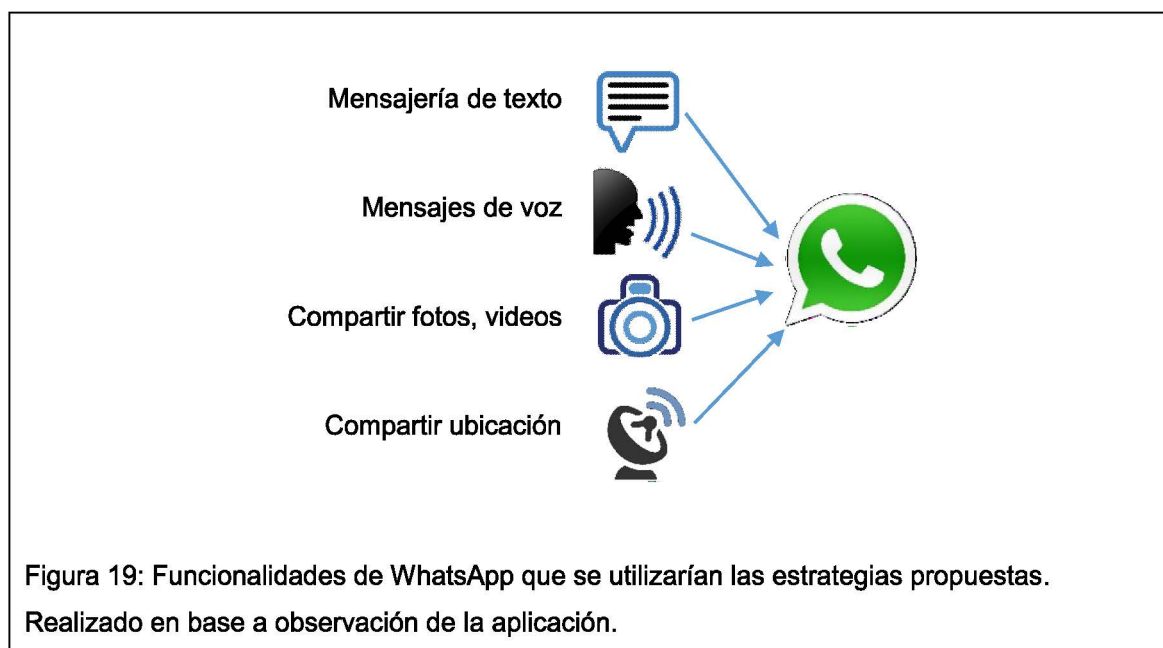 Mensajería de texto
Mensajes de voz
Compartir fotos, videos
Compartir ubicación
Figura 19: Funcionalidades de WhatsApp que se utilizarían las estrategias propuestas.
Realizado en base a observación de la aplicación.